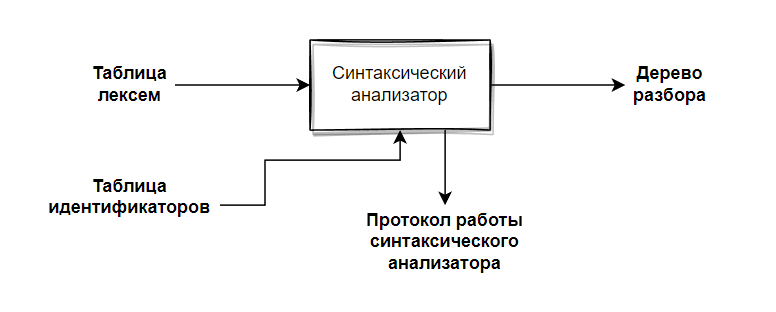 Таблица
лексем
Синтаксический
анализатор
Дерево
разбора
Таблица
идентификаторов
Протокол работы
синтаксического
анализатора